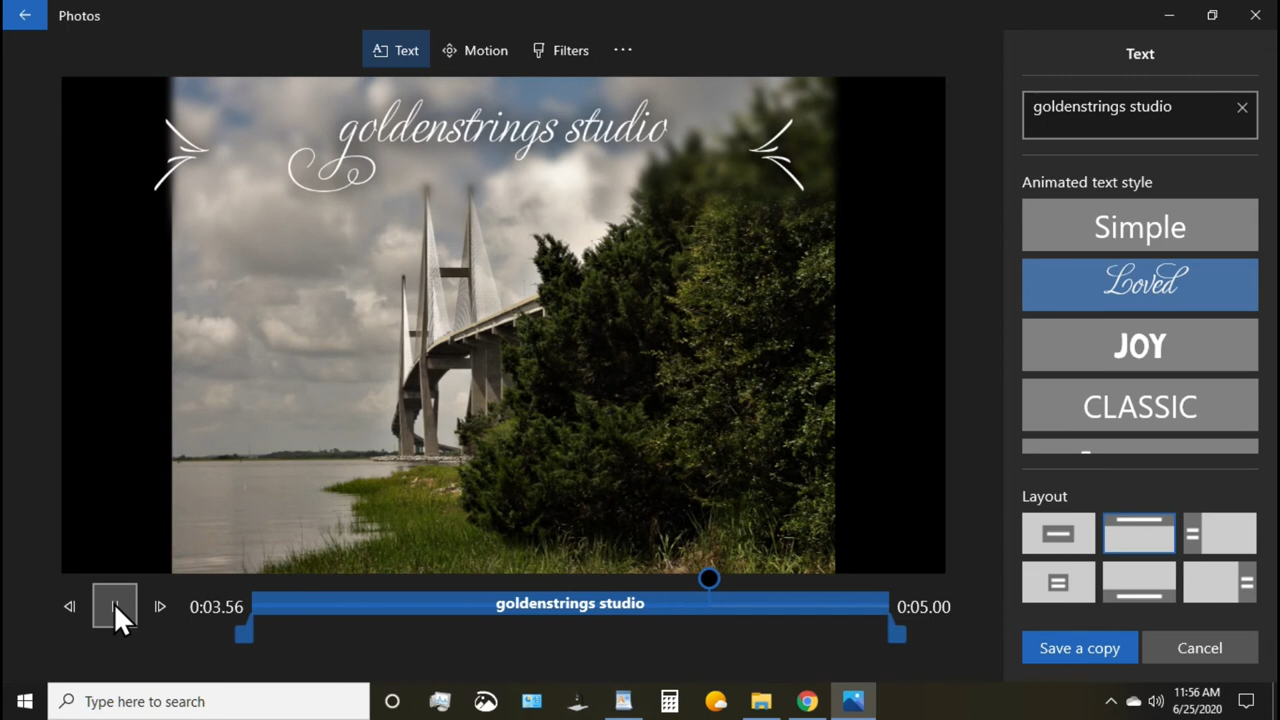 Photos
Text
Motion
Filters
Text
goldenstrings studio
goldenstrings studio
Animated text style
Simple
Loved
JOY
CLASSIC
Layout
0:03.56
goldenstrings studio
0:05.00
Save a copy
Cancel
Type here to search
11:56 AM
6/25/2020